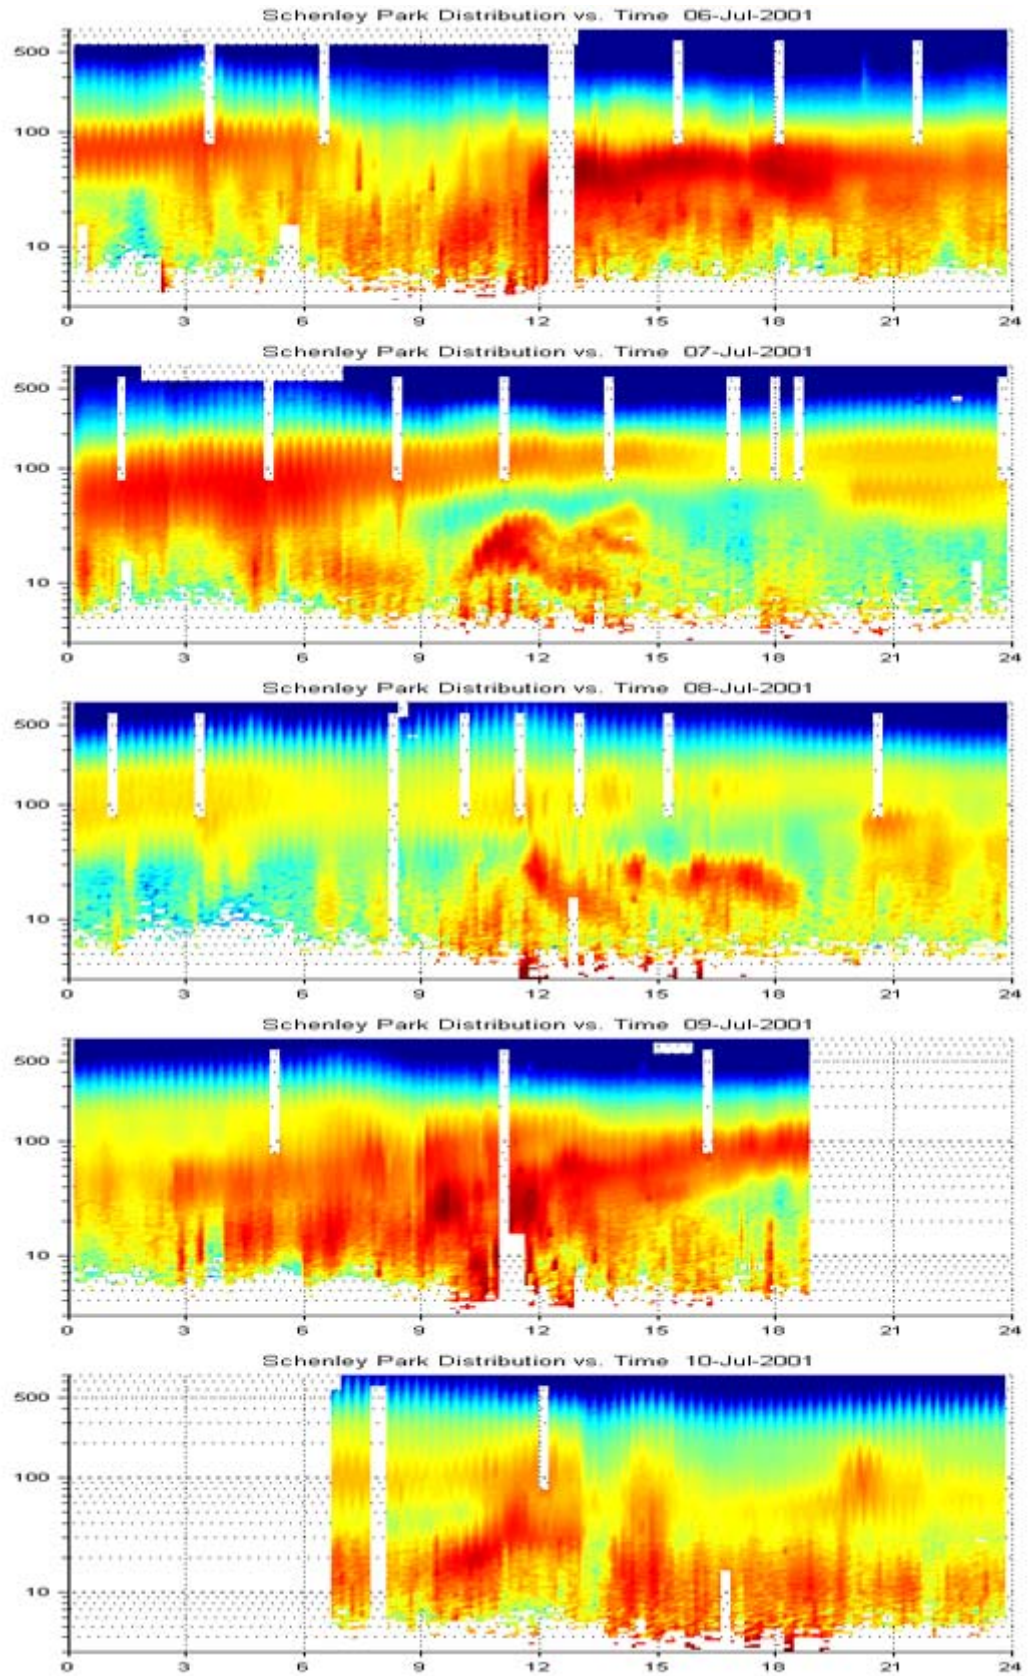 Schenley Park Distribution vs. Time 06-Jul-2001
500
100
10
0 3 6 9 12 15 18 21 24
Schenley Park Distribution vs. Time 07-Jul-2001
500
100
10
0 3 6 9 12 15 18 21 24
Schenley Park Distribution vs. Time 08-Jul-2001
500
100
10
0 3 6 9 12 15 18 21 24
Schenley Park Distribution vs. Time 09-Jul-2001
500
100
10
0 3 6 9 12 15 18 21 24
Schenley Park Distribution vs. Time 10-Jul-2001
500
100
10
0 3 6 9 12 15 18 21 24